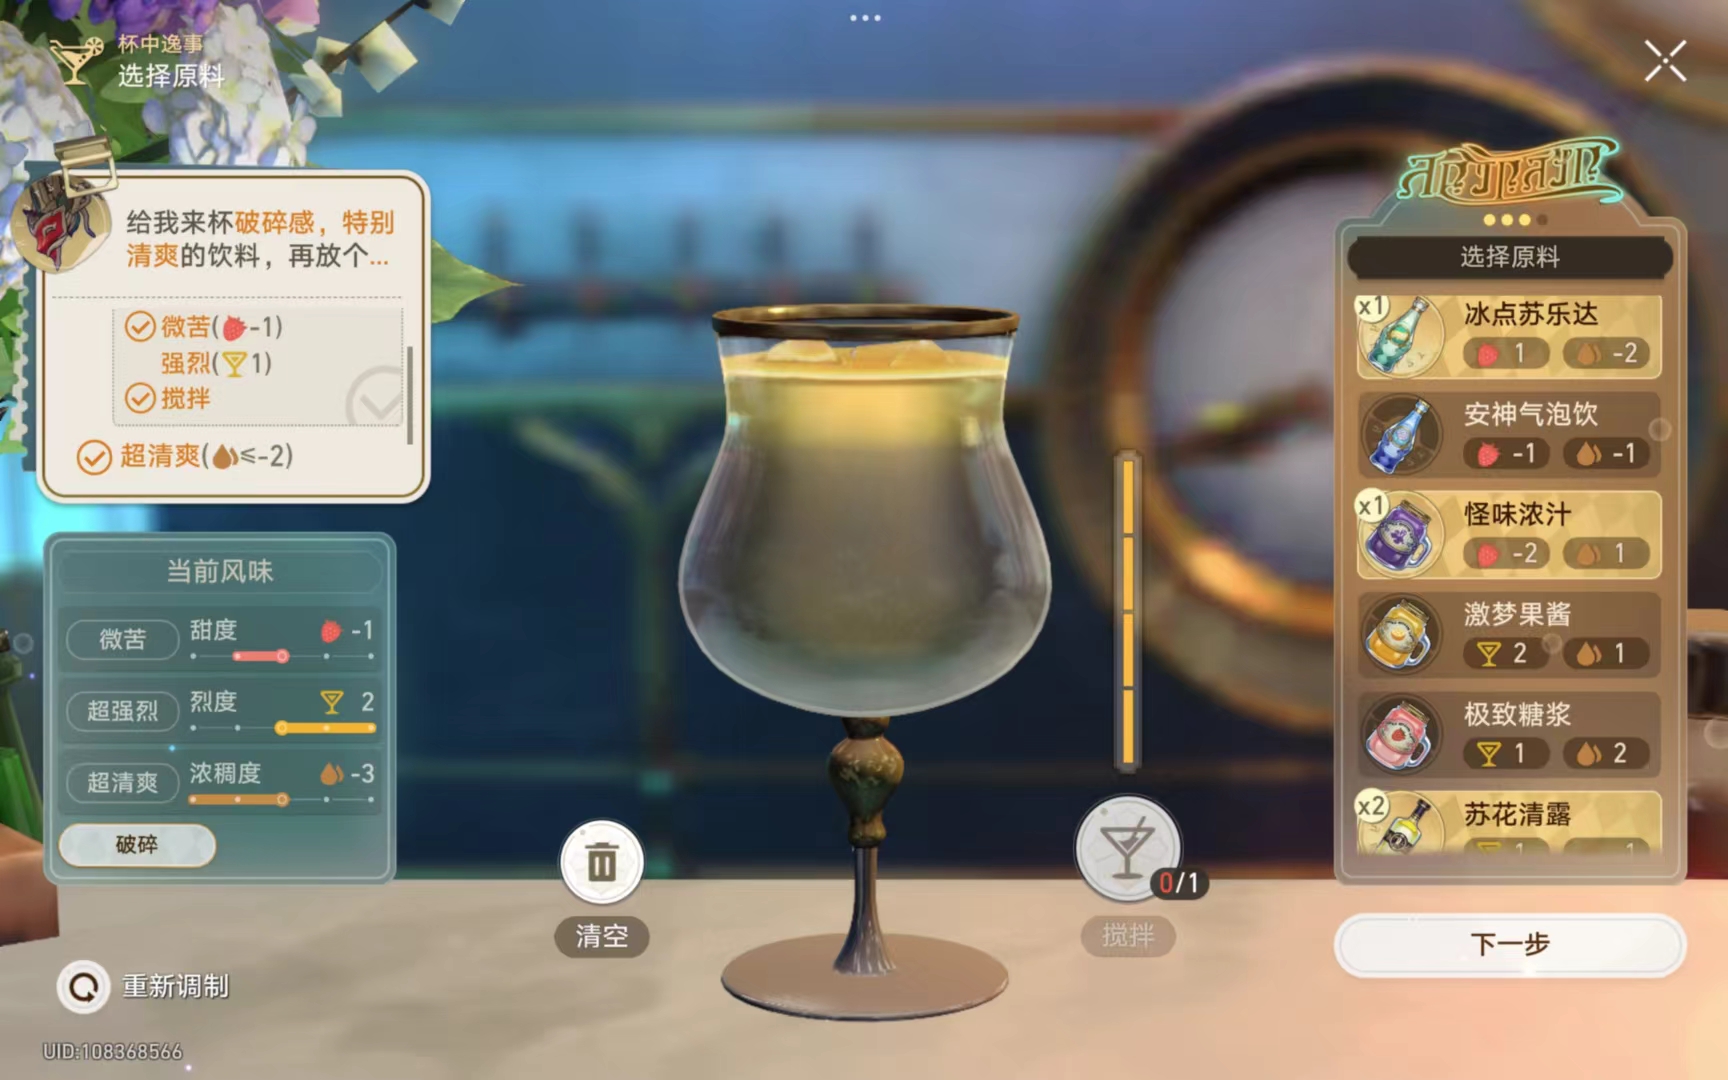 杯中逸事
选择原料
给我来杯破碎感，特别
清爽的饮料，再放个...
微苦(-1)
强烈(1)
搅拌
超清爽(≤-2)
当前风味
微苦 甜度 -1
超强烈 烈度 2
超清爽 浓稠度 -3
破碎
重新调制
UID:108368566
清空
0/1
搅拌
选择原料
x1 冰点苏乐达
1 -2
安神气泡饮
-1 -1
x1 怪味浓汁
-2 1
激梦果酱
2 1
极致糖浆
1 2
x2 苏花清露
下一步